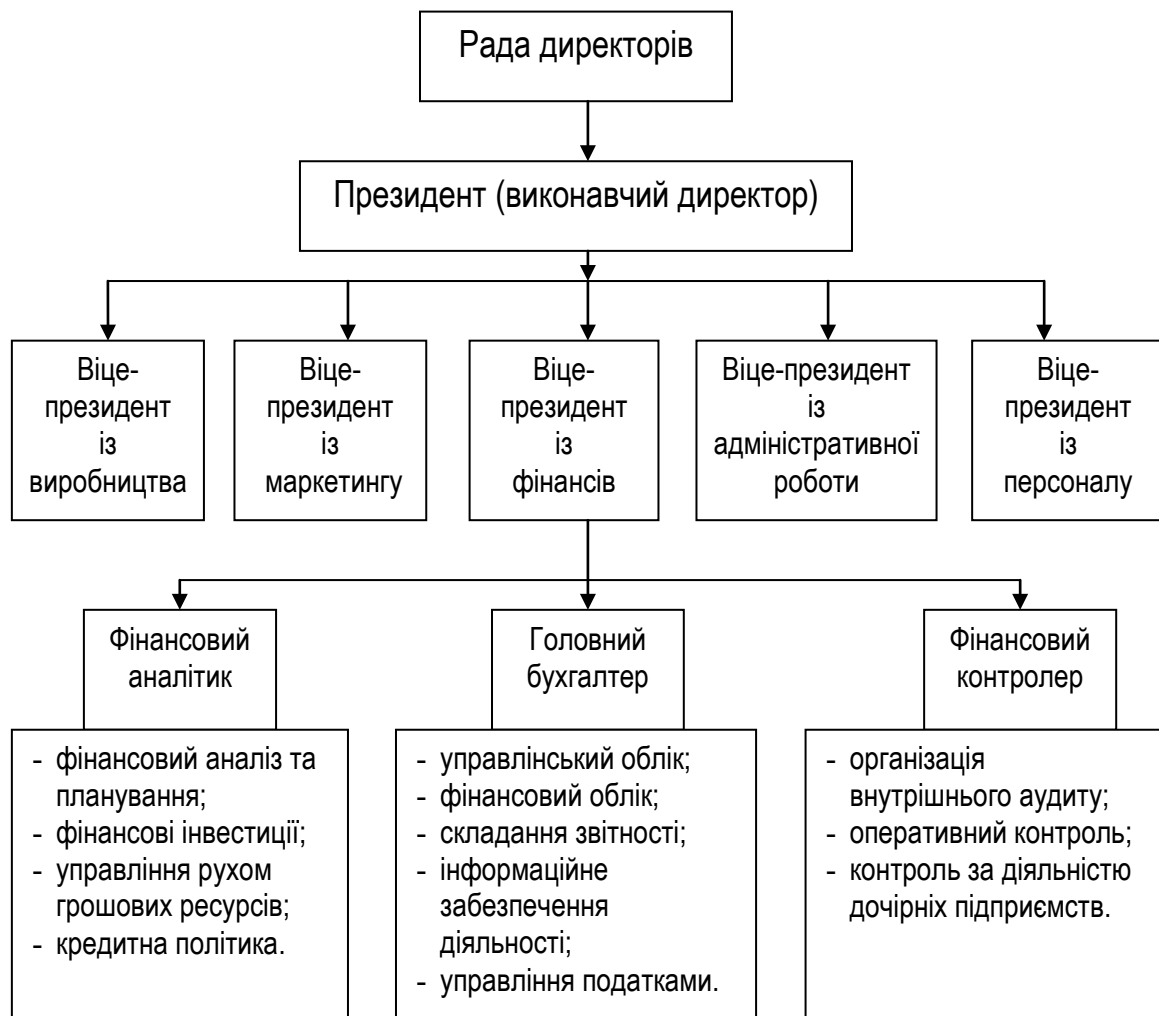 Рада директорів
Президент (виконавчий директор)
Віце-
президент
із
виробництва
Віце-
президент
із
маркетингу
Віце-
президент
із
фінансів
Віце-президент
із
адміністративної
роботи
Віце-
президент
із
персоналу
Фінансовий
аналітик
- фінансовий аналіз та
планування;
- фінансові інвестиції;
- управління рухом
грошових ресурсів;
- кредитна політика.
Головний
бухгалтер
- управлінський облік;
- фінансовий облік;
- складання звітності;
- інформаційне
забезпечення
діяльності;
- управління податками.
Фінансовий
контролер
- організація
внутрішнього аудиту;
- оперативний контроль;
- контроль за діяльністю
дочірніх підприємств.